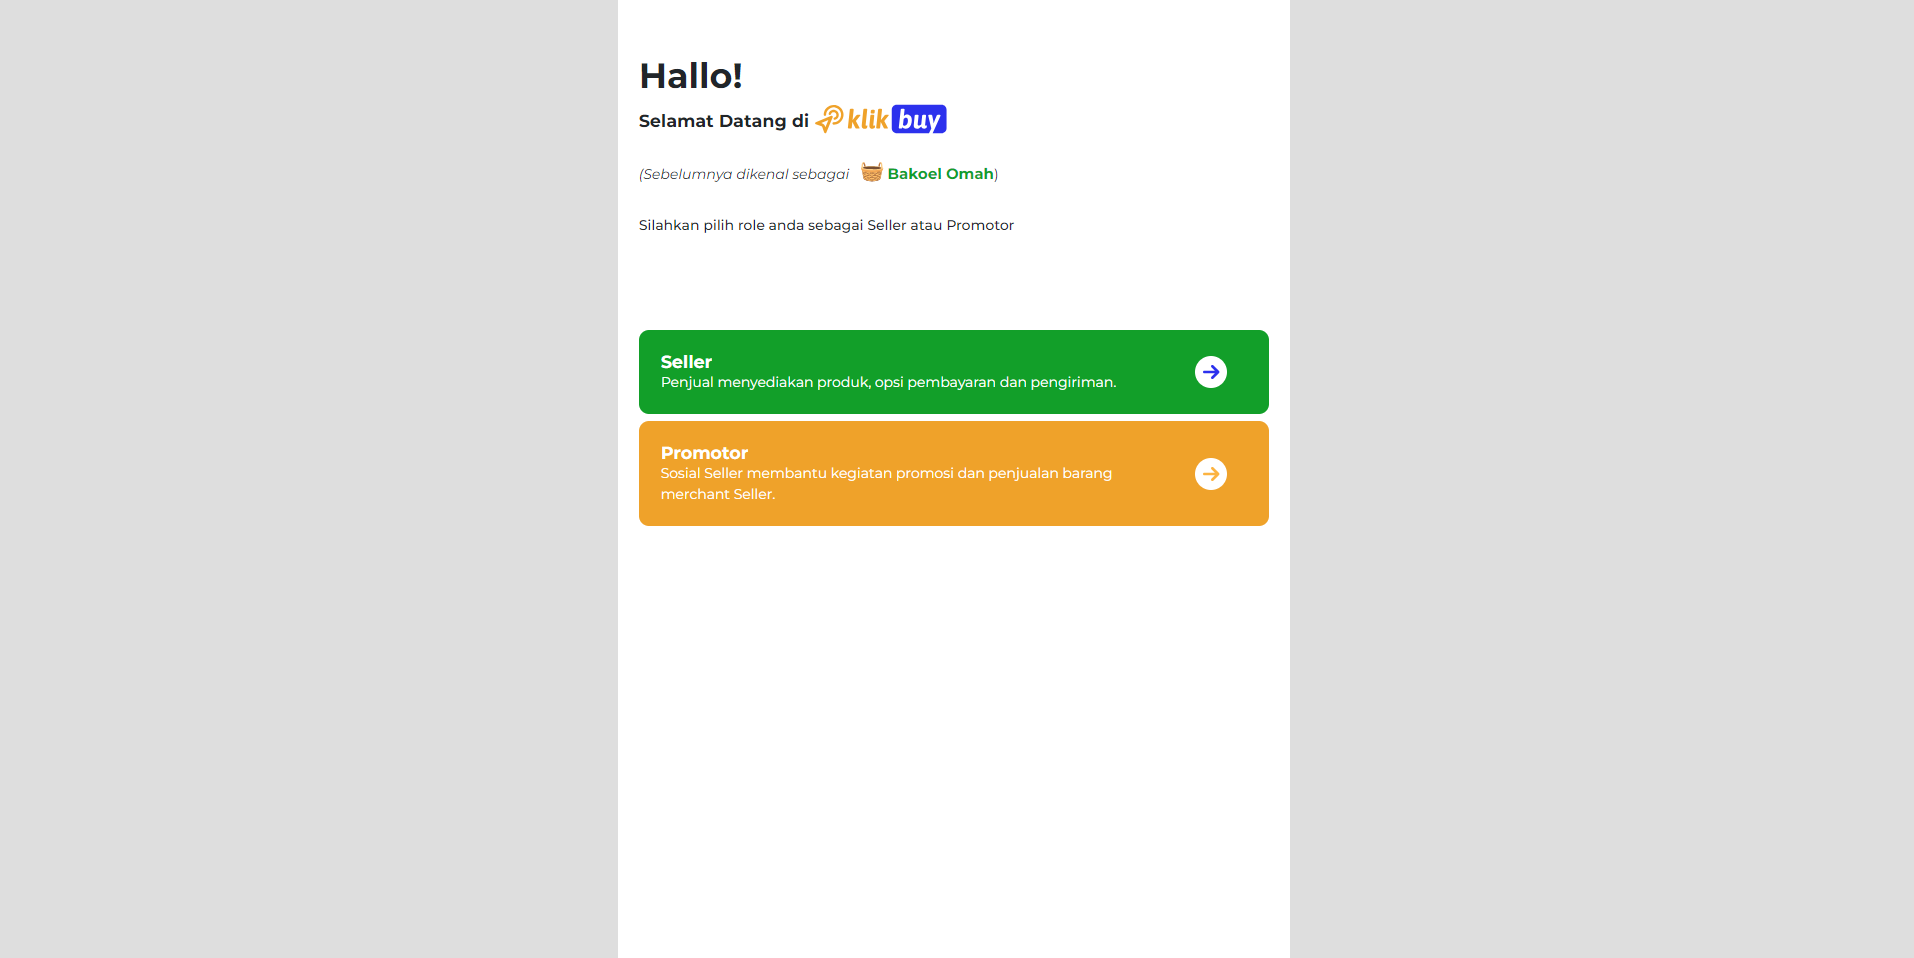 Hallo!
Selamat Datang di klik buy
(Sebelumnya dikenal sebagai Bakoel Omah)
Silahkan pilih role anda sebagai Seller atau Promotor
Seller
Penjual menyediakan produk, opsi pembayaran dan pengiriman.
Promotor
Sosial Seller membantu kegiatan promosi dan penjualan barang
merchant Seller.